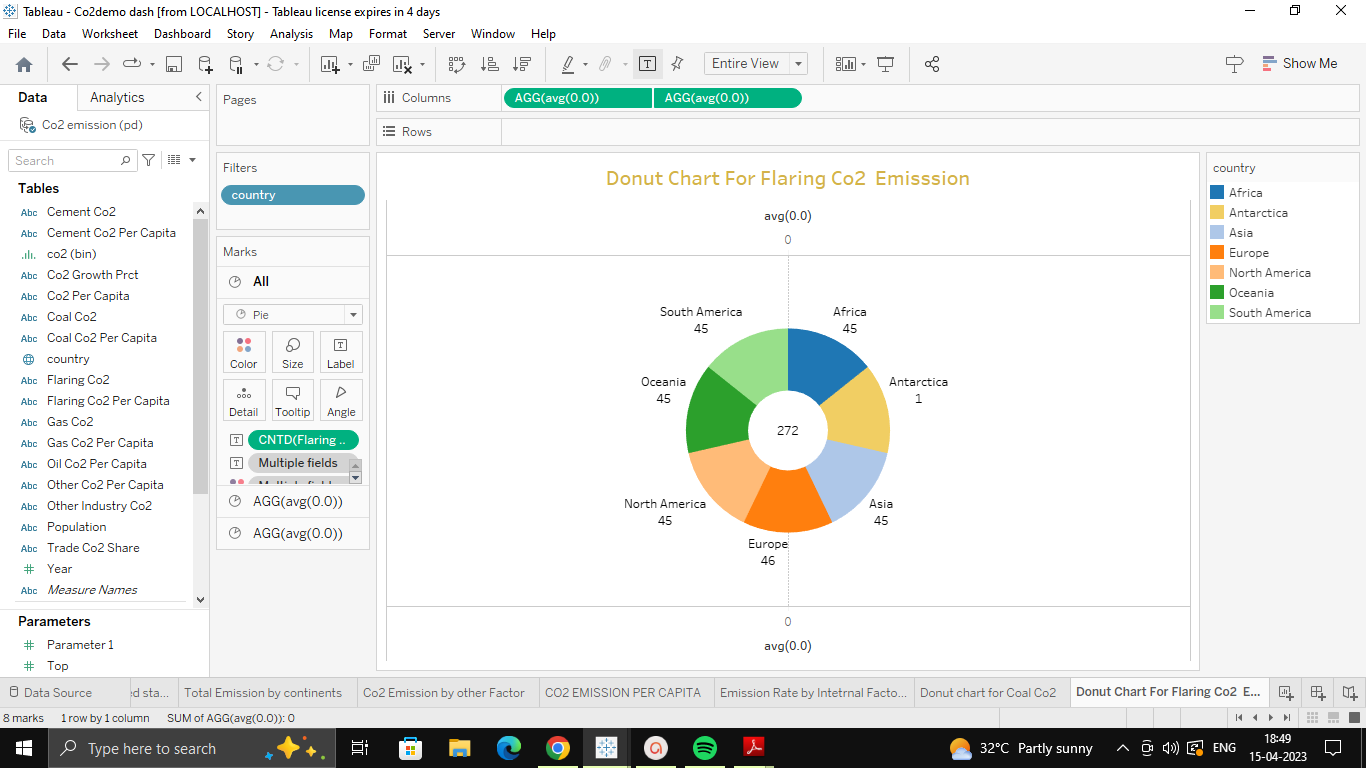 Tableau - Co2demo dash [from LOCALHOST] - Tableau license expires in 4 days
File Data Worksheet Dashboard Story Analysis Map Format Server Window Help
Entire View
Show Me
Data Analytics
Co2 emission (pd)
Search
Tables
Abc Cement Co2
Abc Cement Co2 Per Capita
co2 (bin)
Abc Co2 Growth Prct
Abc Co2 Per Capita
Abc Coal Co2
Abc Coal Co2 Per Capita
country
Abc Flaring Co2
Abc Flaring Co2 Per Capita
Abc Gas Co2
Abc Gas Co2 Per Capita
Abc Oil Co2 Per Capita
Abc Other Co2 Per Capita
Abc Other Industry Co2
Abc Population
Abc Trade Co2 Share
# Year
Abc Measure Names
Parameters
# Parameter 1
# Top
Pages
Filters
country
Marks
All
Pie
Color Size Label
Detail Tooltip Angle
CNTD(Flaring ..
Multiple fields
AGG(avg(0.0))
AGG(avg(0.0))
Columns AGG(avg(0.0)) AGG(avg(0.0))
Rows
Donut Chart For Flaring Co2 Emisssion
avg(0.0)
0
South America
45
Africa
45
Oceania
45
Antarctica
1
272
North America
45
Asia
45
Europe
46
0
avg(0.0)
country
Africa
Antarctica
Asia
Europe
North America
Oceania
South America
Data Source ed sta... Total Emission by continents Co2 Emission by other Factor CO2 EMISSION PER CAPITA Emission Rate by Intetrnal Facto... Donut chart for Coal Co2 Donut Chart For Flaring Co2 E...
8 marks 1 row by 1 column SUM of AGG(avg(0.0)): 0
Type here to search
32°C Partly sunny
ENG
18:49
15-04-2023